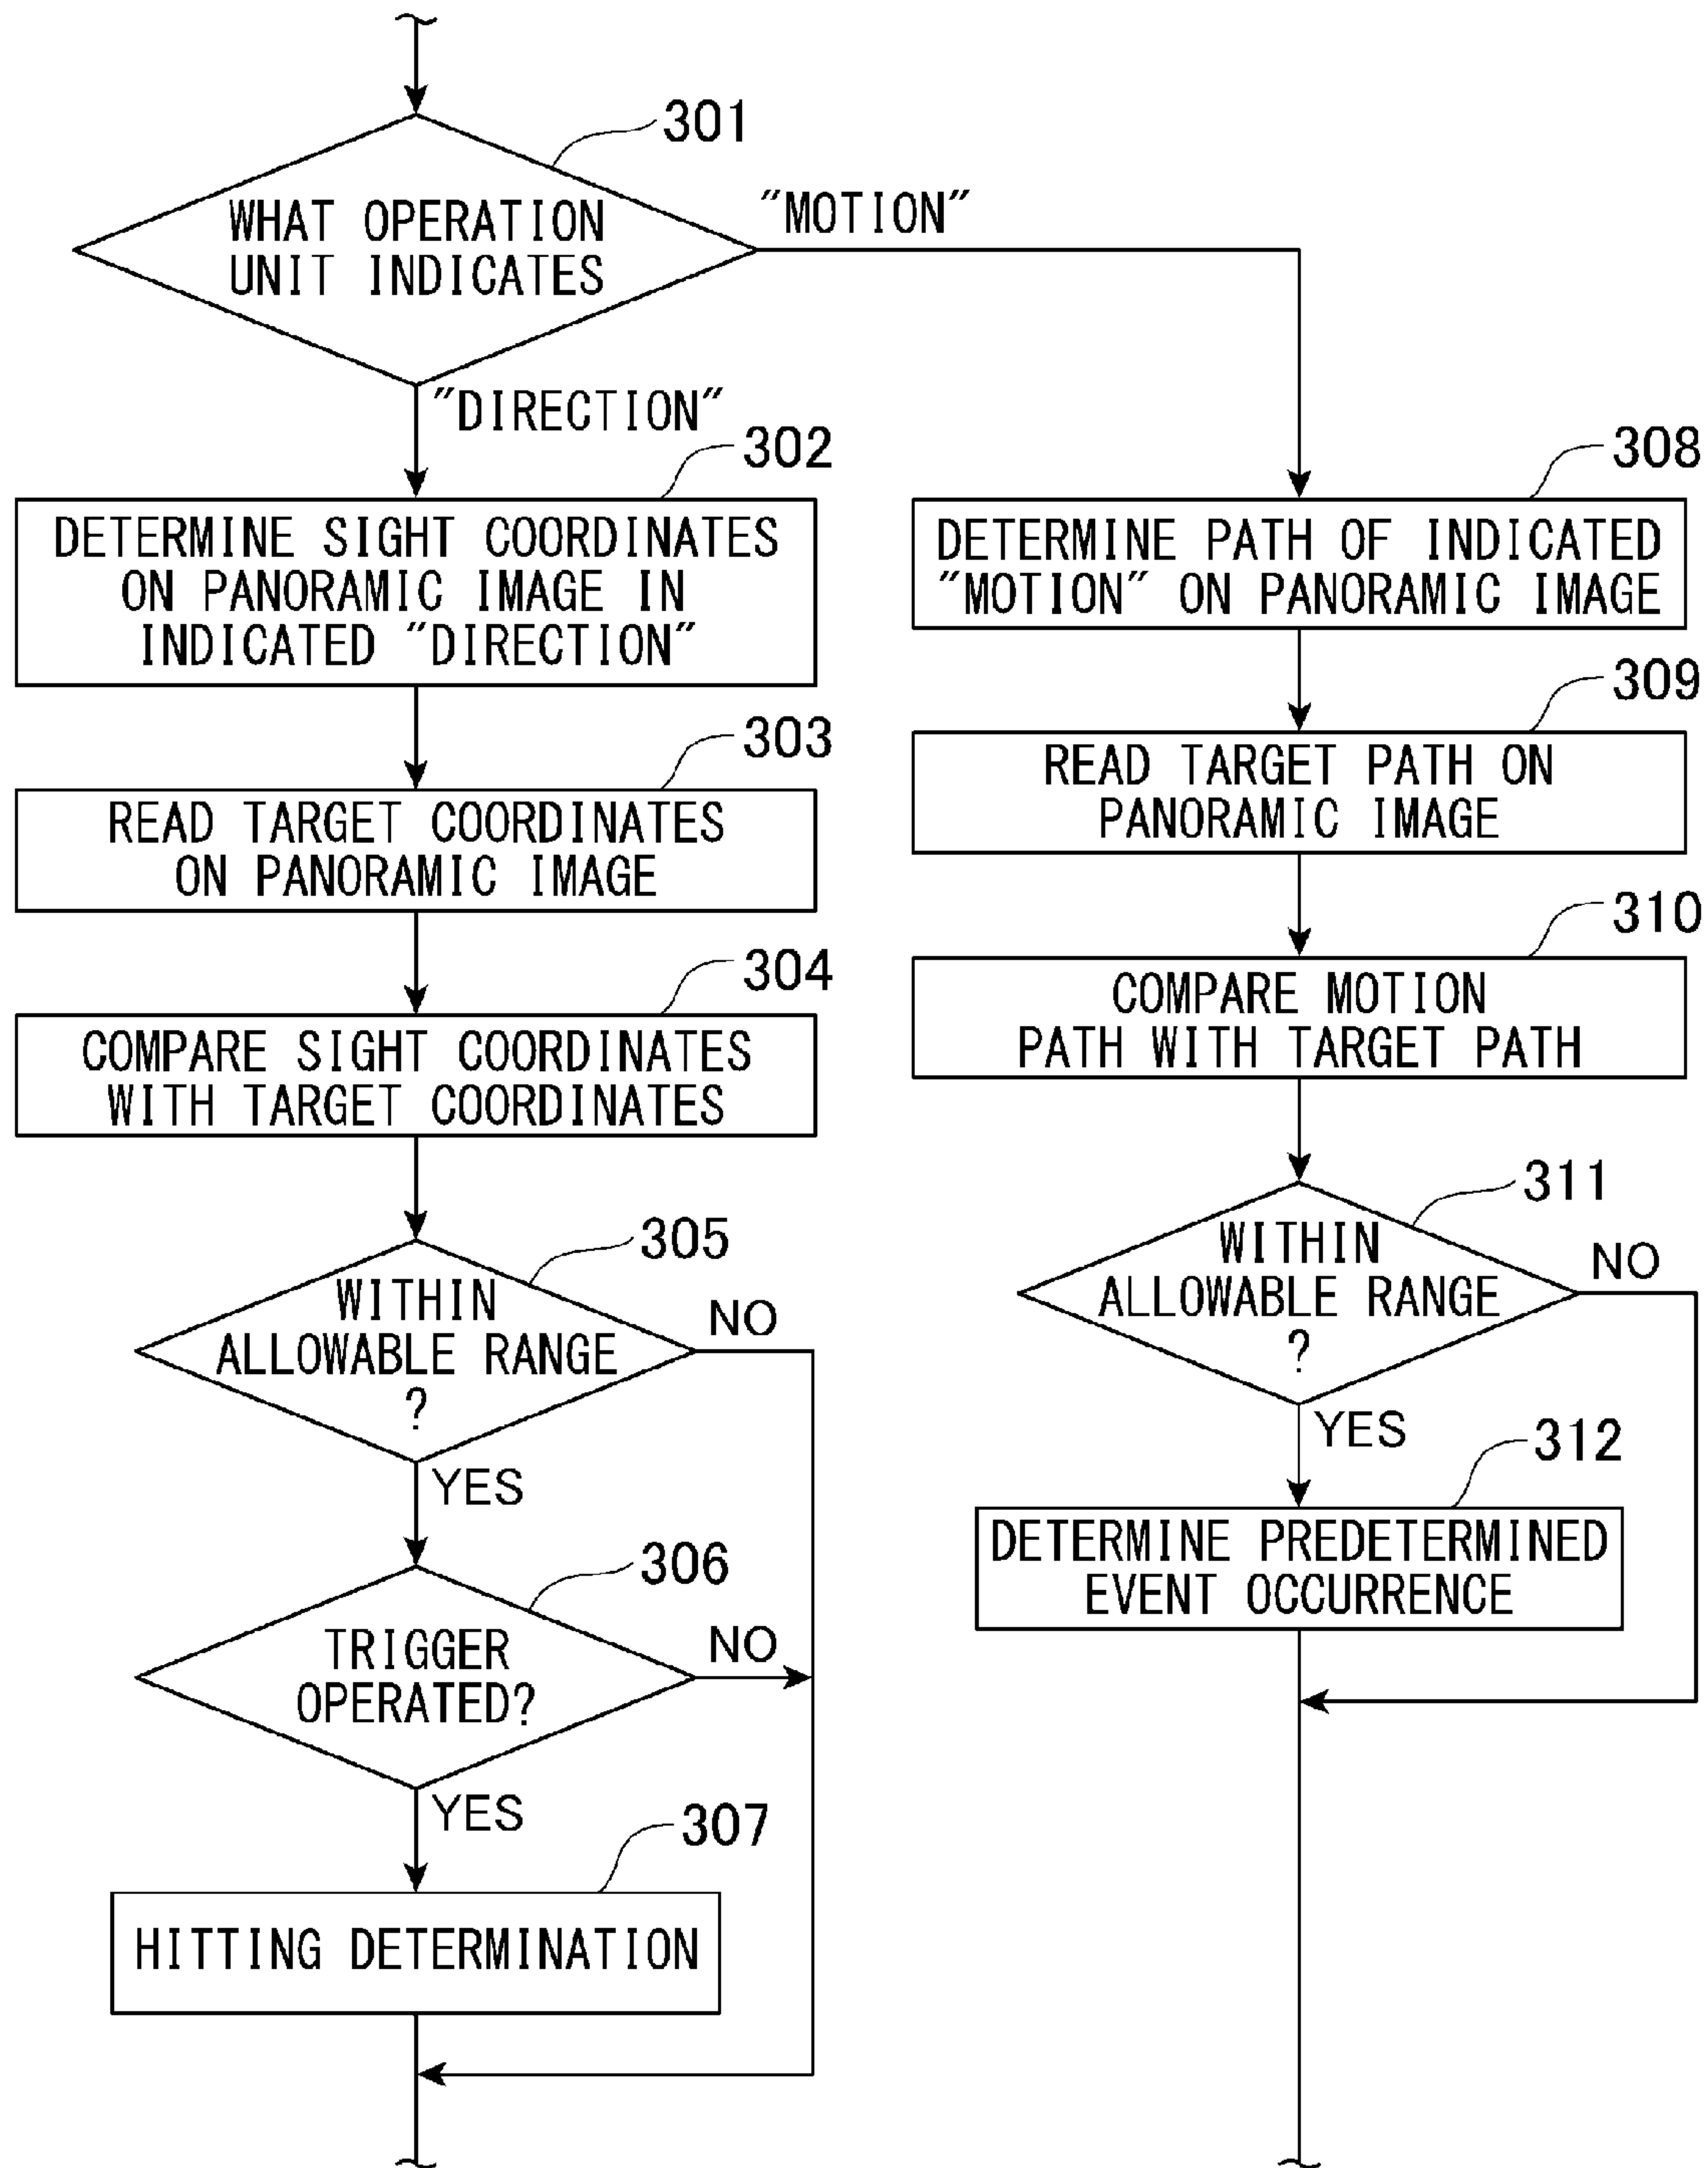 301
WHAT OPERATION
UNIT INDICATES
"MOTION"
"DIRECTION"
302
DETERMINE SIGHT COORDINATES
ON PANORAMIC IMAGE IN
INDICATED "DIRECTION"
303
READ TARGET COORDINATES
ON PANORAMIC IMAGE
304
COMPARE SIGHT COORDINATES
WITH TARGET COORDINATES
305
WITHIN
ALLOWABLE RANGE
?
NO
YES
306
TRIGGER
OPERATED?
NO
YES
307
HITTING DETERMINATION
308
DETERMINE PATH OF INDICATED
"MOTION" ON PANORAMIC IMAGE
309
READ TARGET PATH ON
PANORAMIC IMAGE
310
COMPARE MOTION
PATH WITH TARGET PATH
311
WITHIN
ALLOWABLE RANGE
?
NO
YES
312
DETERMINE PREDETERMINED
EVENT OCCURRENCE